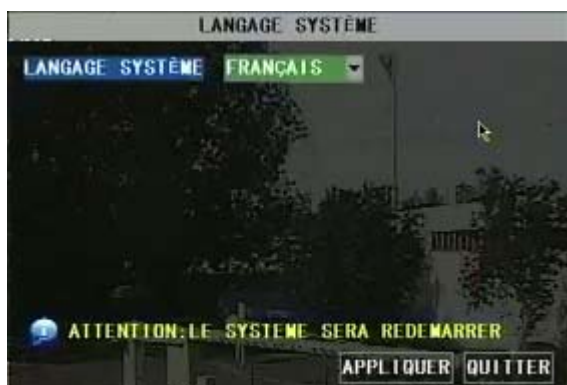 LANGAGE SYSTÈME
LANGAGE SYSTÈME FRANÇAIS
ATTENTION:LE SYSTEME SERA REDEMARRER
APPLIQUER QUITTER